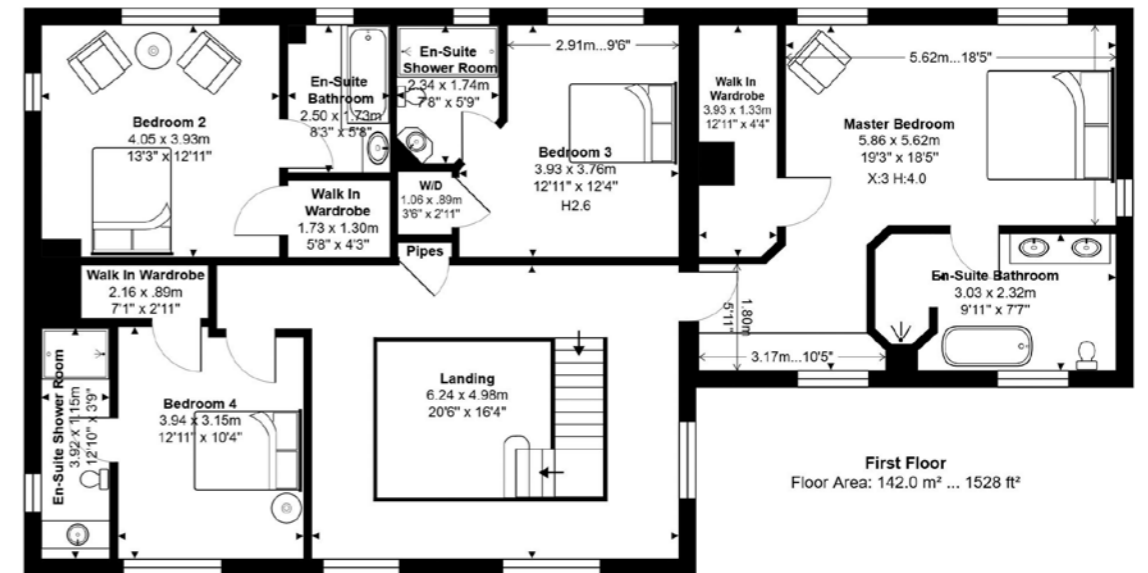 Bedroom 2
4.05 x 3.93m
13'3" x 12'11"
En-Suite
Bathroom
2.50 x 1.73m
8'3" x 5'8"
En-Suite
Shower Room
2.34 x 1.74m
7'8" x 5'9"
2.91m...9'6"
Bedroom 3
3.93 x 3.76m
12'11" x 12'4"
H2.6
Walk In
Wardrobe
3.93 x 1.33m
12'11" x 4'4"
5.62m...18'5"
Master Bedroom
5.86 x 5.62m
19'3" x 18'5"
X:3 H:4.0
Walk In
Wardrobe
1.73 x 1.30m
5'8" x 4'3"
W/D
1.06 x .89m
3'6" x 2'11"
Pipes
Walk In Wardrobe
2.16 x .89m
7'1" x 2'11"
En-Suite Bathroom
3.03 x 2.32m
9'11" x 7'7"
1.80m
5'11"
3.17m...10'5"
En-Suite Shower Room
3.92 x 1.15m
12'10" x 3'9"
Bedroom 4
3.94 x 3.15m
12'11" x 10'4"
Landing
6.24 x 4.98m
20'6" x 16'4"
First Floor
Floor Area: 142.0 m² ... 1528 ft²